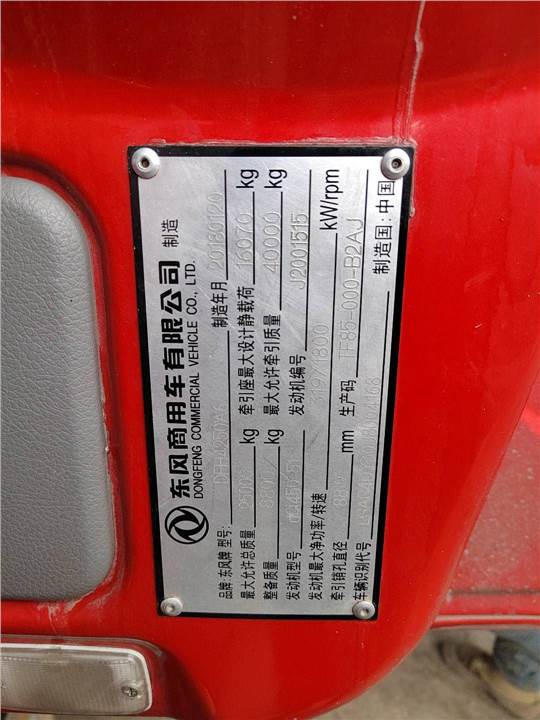 东风商用车有限公司 制造
DONGFENG COMMERCIAL VEHICLE CO., LTD.
品牌 东风牌 型号: 制造年月 20180120
最大允许总质量 kg 牵引座最大设计静载荷 16070 kg
整备质量 kg 最大允许牵引质量 40000 kg
发动机型号 发动机编号 J2001515
发动机最大净功率/转速 kW/rpm
牵引销孔直径 mm 生产码 TF85-000-B2AJ
车辆识别代号 制造国: 中国